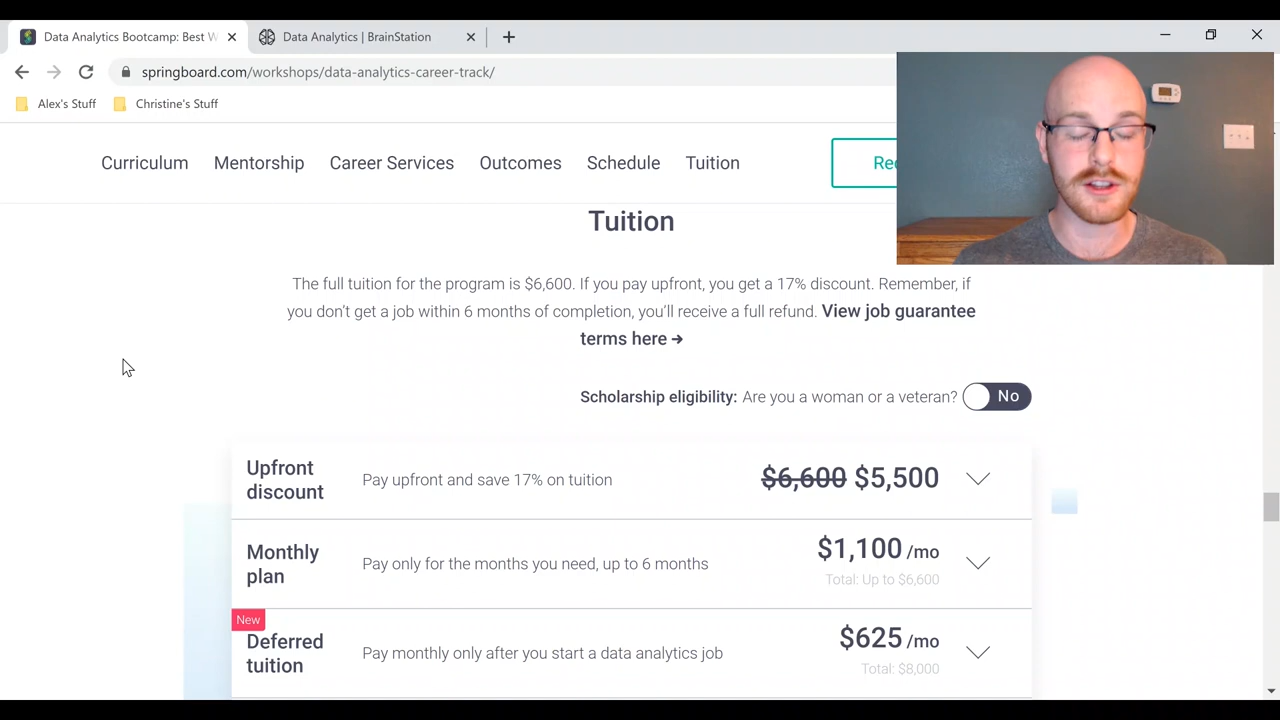 Data Analytics Bootcamp: Best W
Data Analytics | BrainStation
springboard.com/workshops/data-analytics-career-track/
Alex's Stuff
Christine's Stuff
Curriculum
Mentorship
Career Services
Outcomes
Schedule
Tuition
Tuition
The full tuition for the program is $6,600. If you pay upfront, you get a 17% discount. Remember, if
you don't get a job within 6 months of completion, you'll receive a full refund. View job guarantee
terms here →
Scholarship eligibility: Are you a woman or a veteran? No
Upfront
discount
Pay upfront and save 17% on tuition
$6,600 $5,500
Monthly
plan
Pay only for the months you need, up to 6 months
$1,100 /mo
Total: Up to $6,600
New
Deferred
tuition
Pay monthly only after you start a data analytics job
$625 /mo
Total: $8,000